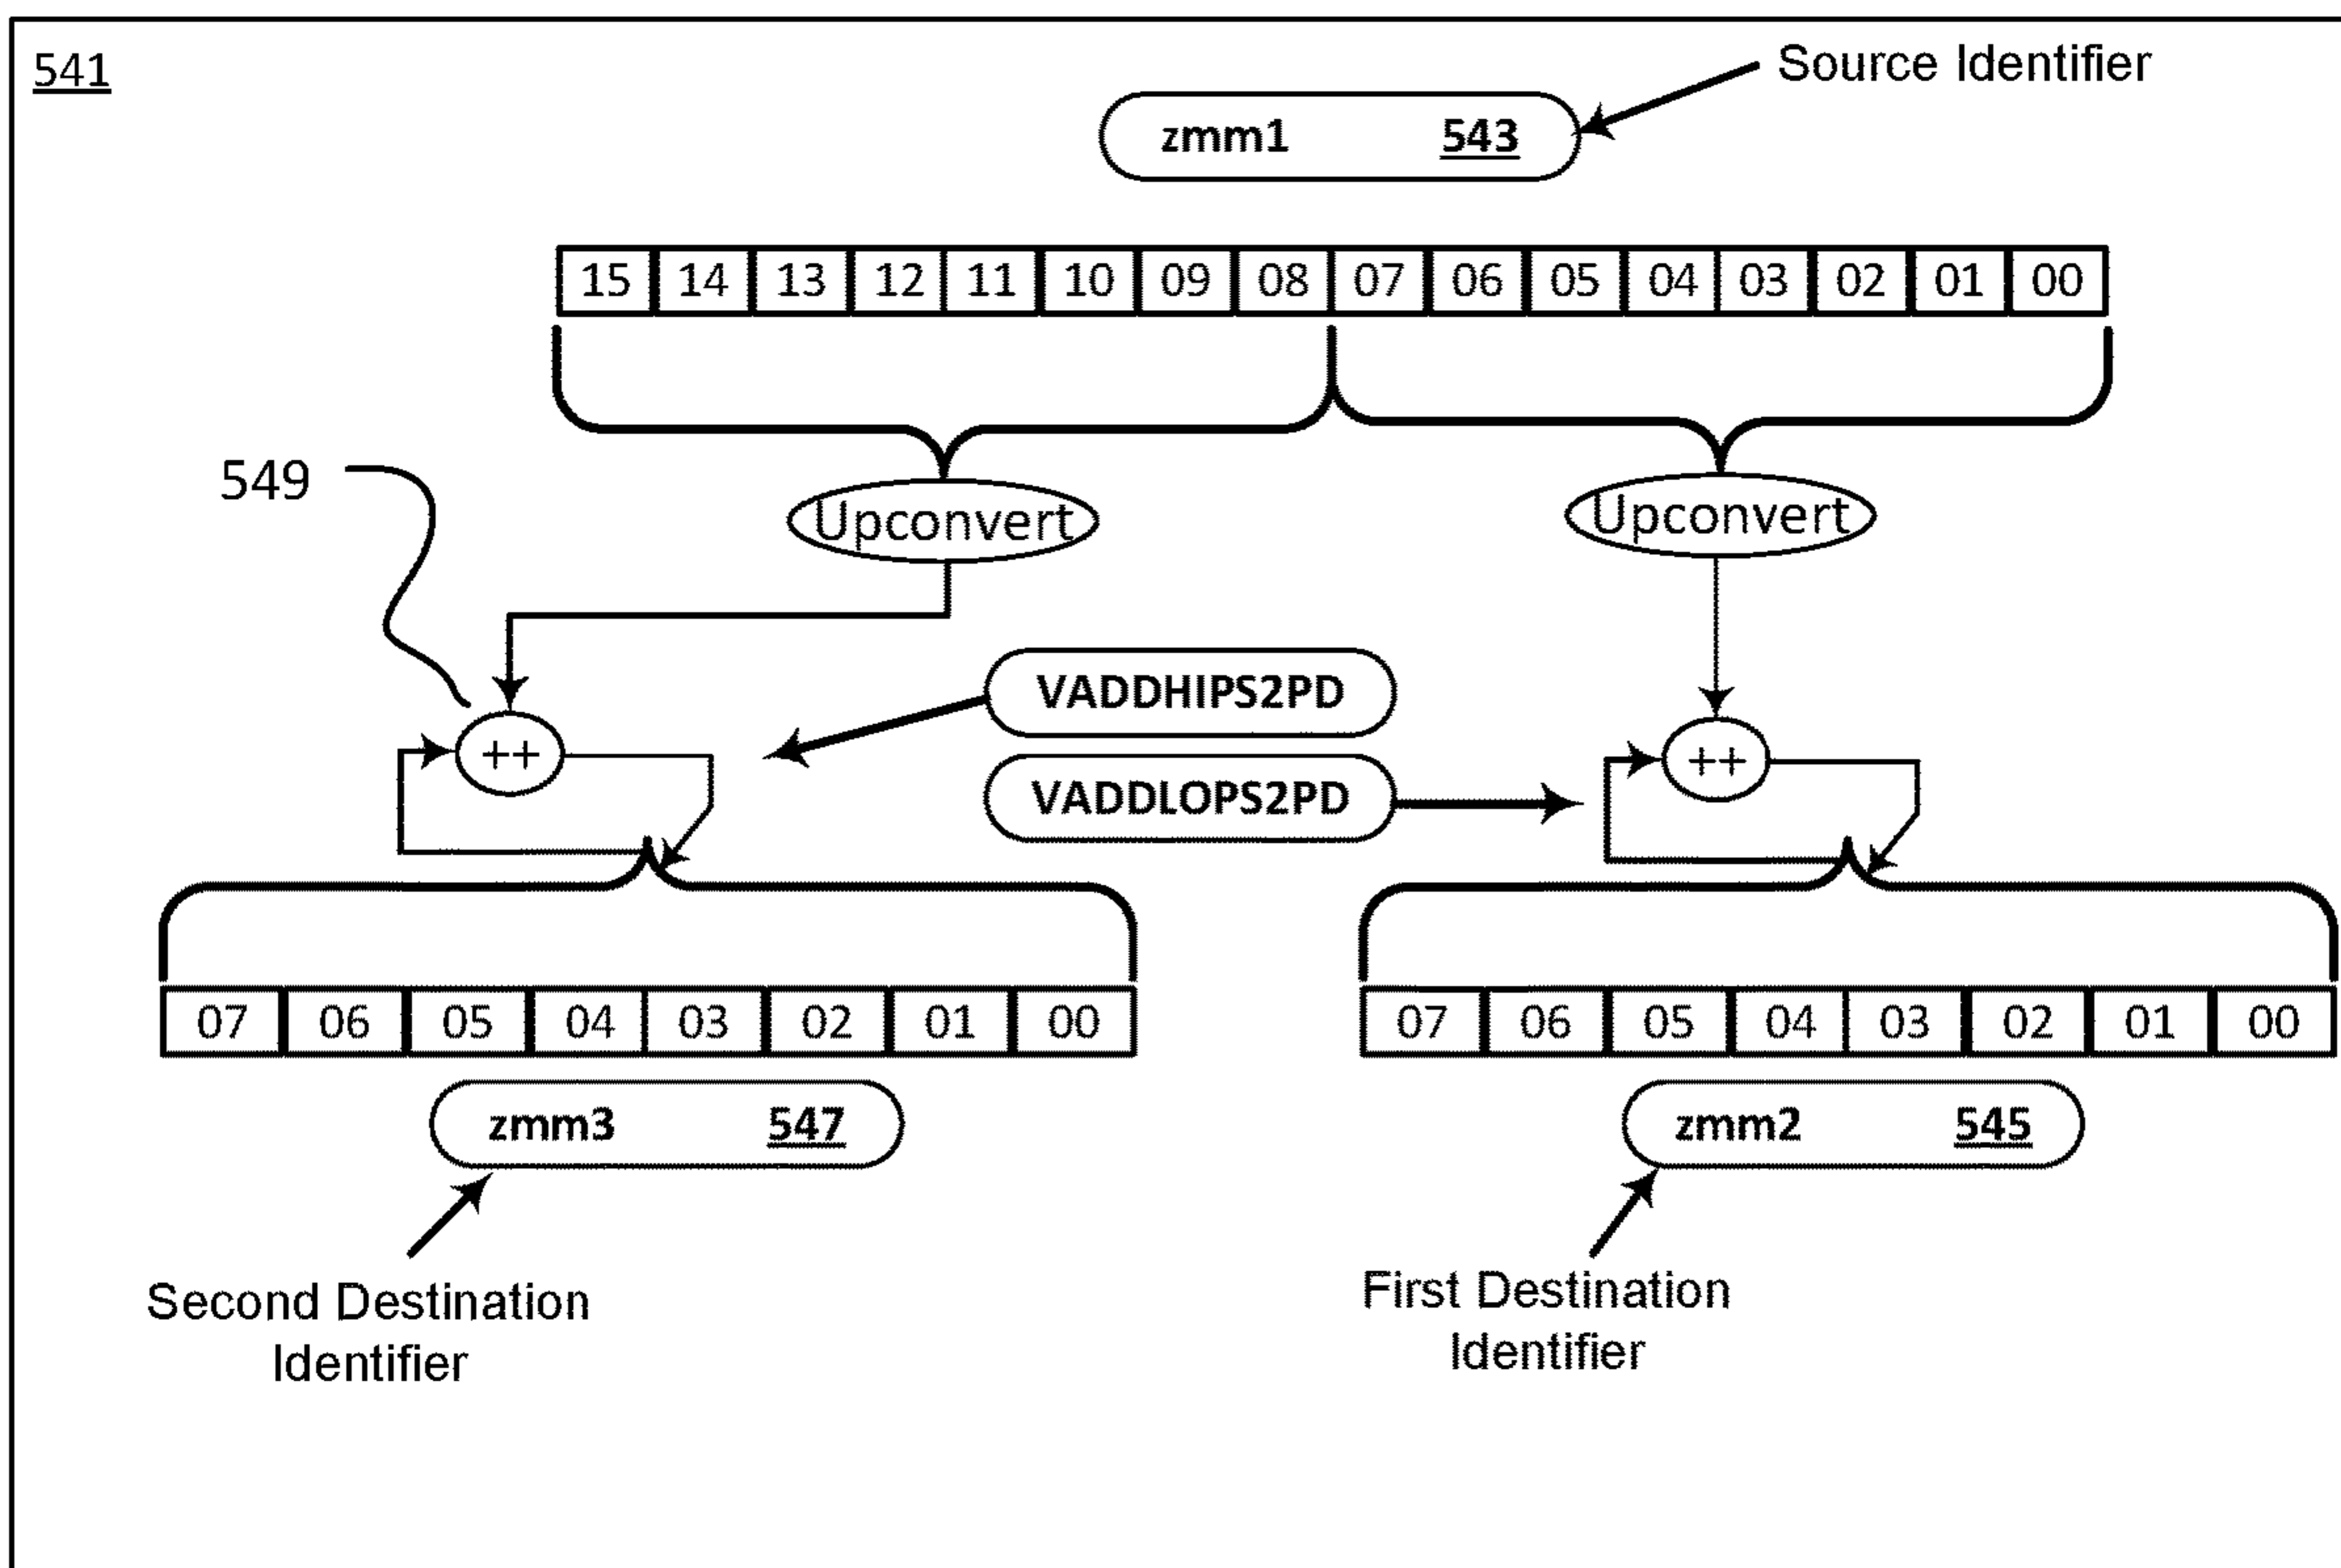 541
Source Identifier
zmm1 543
15 14 13 12 11 10 09 08 07 06 05 04 03 02 01 00
549
Upconvert Upconvert
VADDHIPS2PD
++ ++
VADDLOPS2PD
07 06 05 04 03 02 01 00 07 06 05 04 03 02 01 00
zmm3 547 zmm2 545
Second Destination
Identifier
First Destination
Identifier